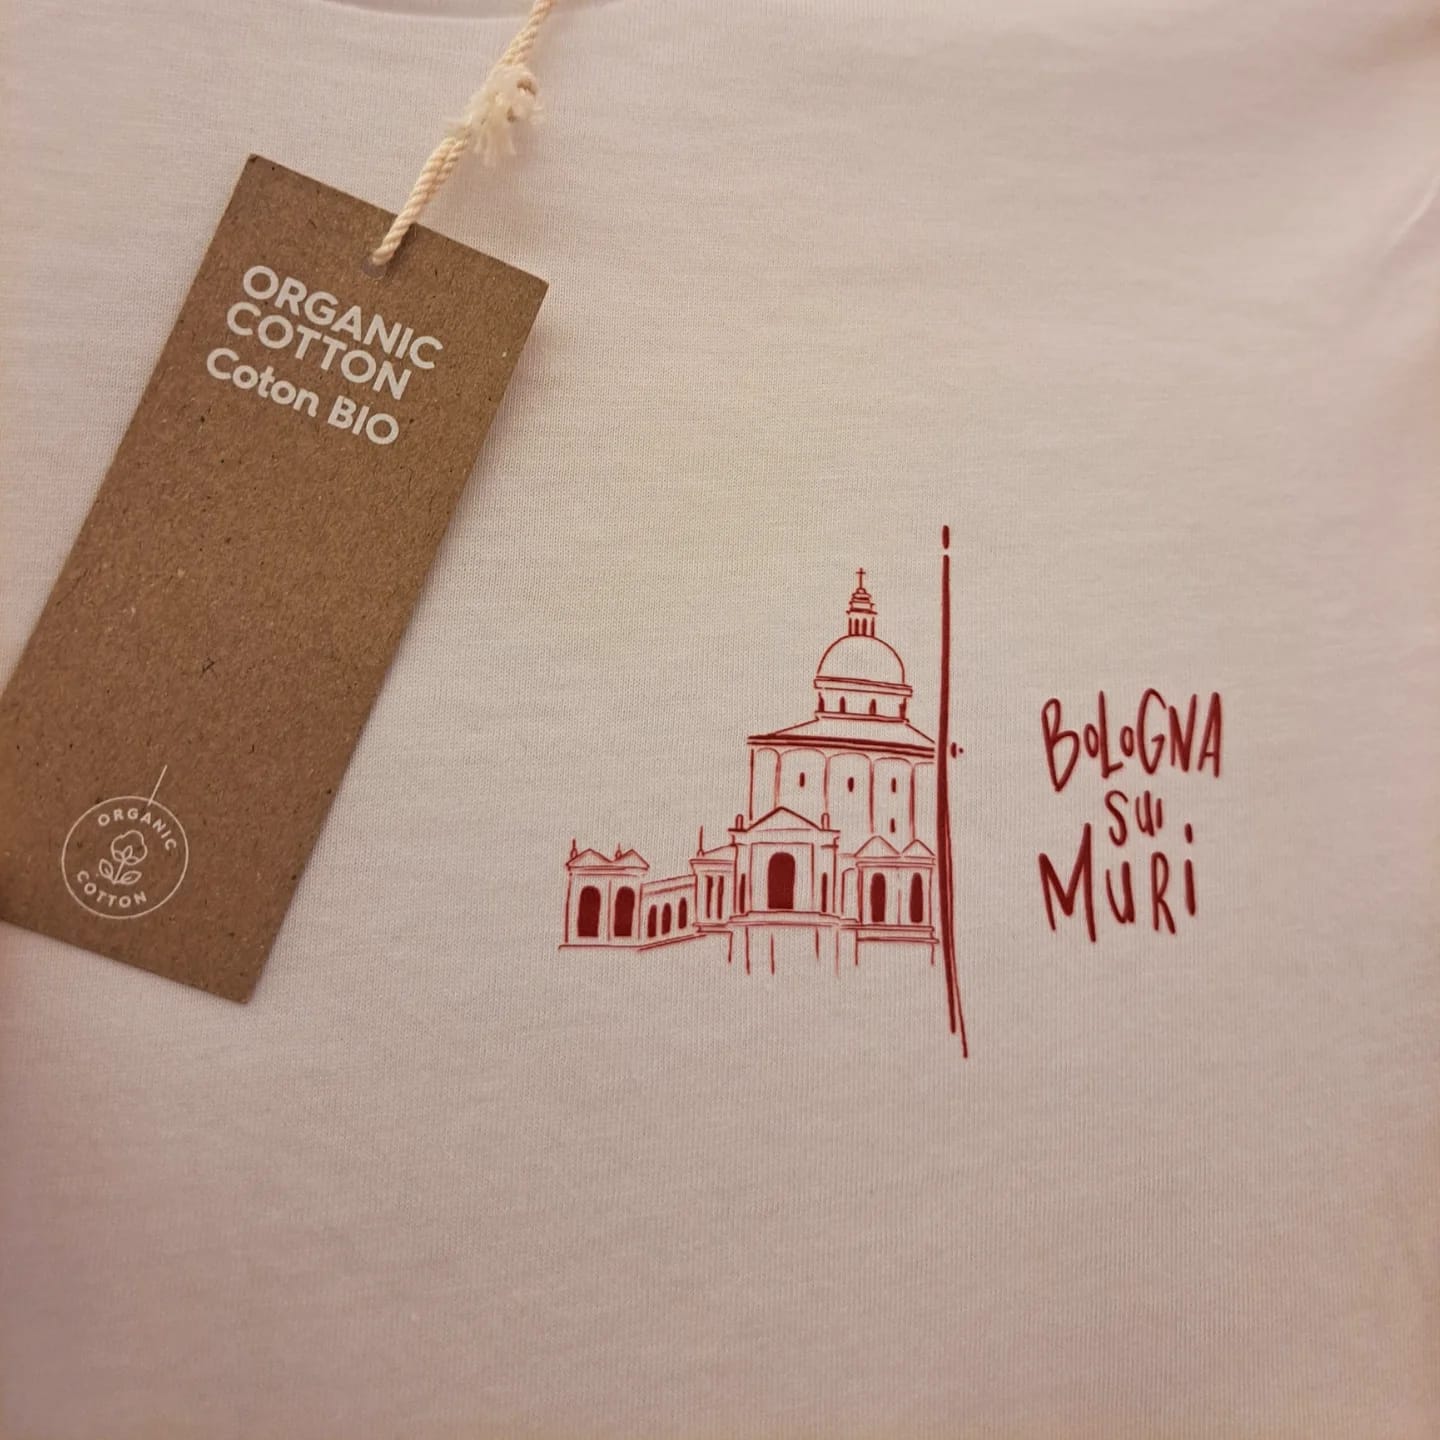 ORGANIC
COTTON
Coton BIO
ORGANIC
COTTON
BOLOGNA
SUI
MURI